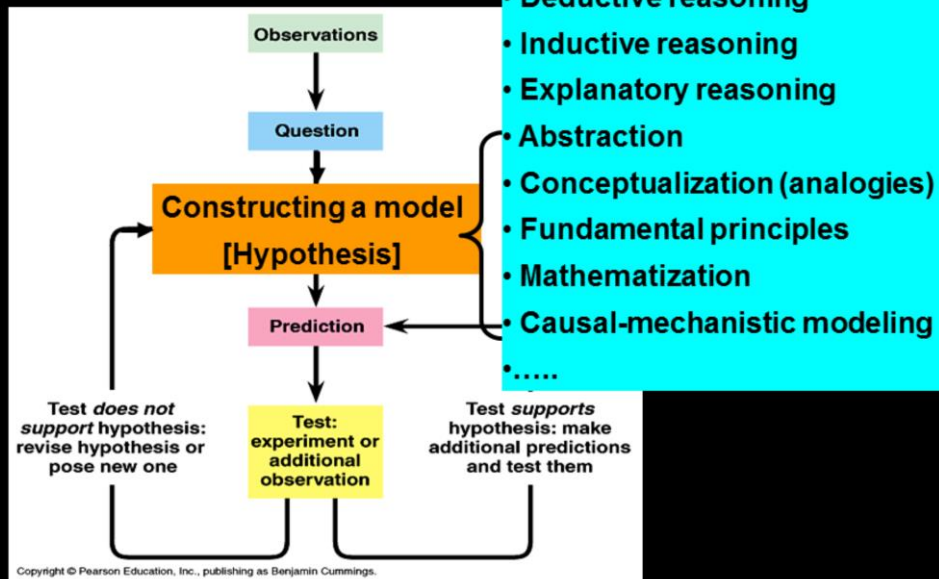 Observations
Question
Constructing a model
[Hypothesis]
Prediction
Test:
experiment or
additional
observation
Test does not
support hypothesis:
revise hypothesis or
pose new one
Test supports
hypothesis: make
additional predictions
and test them
• Deductive reasoning
• Inductive reasoning
• Explanatory reasoning
• Abstraction
• Conceptualization (analogies)
• Fundamental principles
• Mathematization
• Causal-mechanistic modeling
•.....
Copyright © Pearson Education, Inc., publishing as Benjamin Cummings.